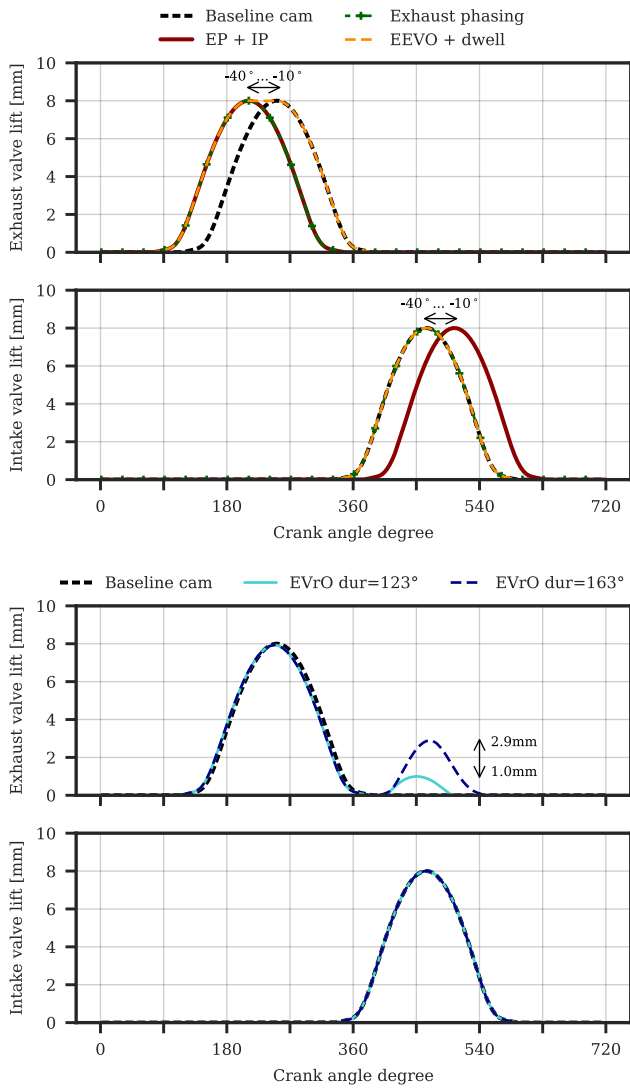 Baseline cam
Exhaust phasing
EP + IP
EEVO + dwell
-40°... -10°
Exhaust valve lift [mm]
10
8
6
4
2
0
-40°... -10°
Intake valve lift [mm]
10
8
6
4
2
0
0 180 360 540 720
Crank angle degree
Baseline cam EVrO dur=123° EVrO dur=163°
Exhaust valve lift [mm]
10
8
6
4
2
0
2.9mm
1.0mm
Intake valve lift [mm]
10
8
6
4
2
0
0 180 360 540 720
Crank angle degree